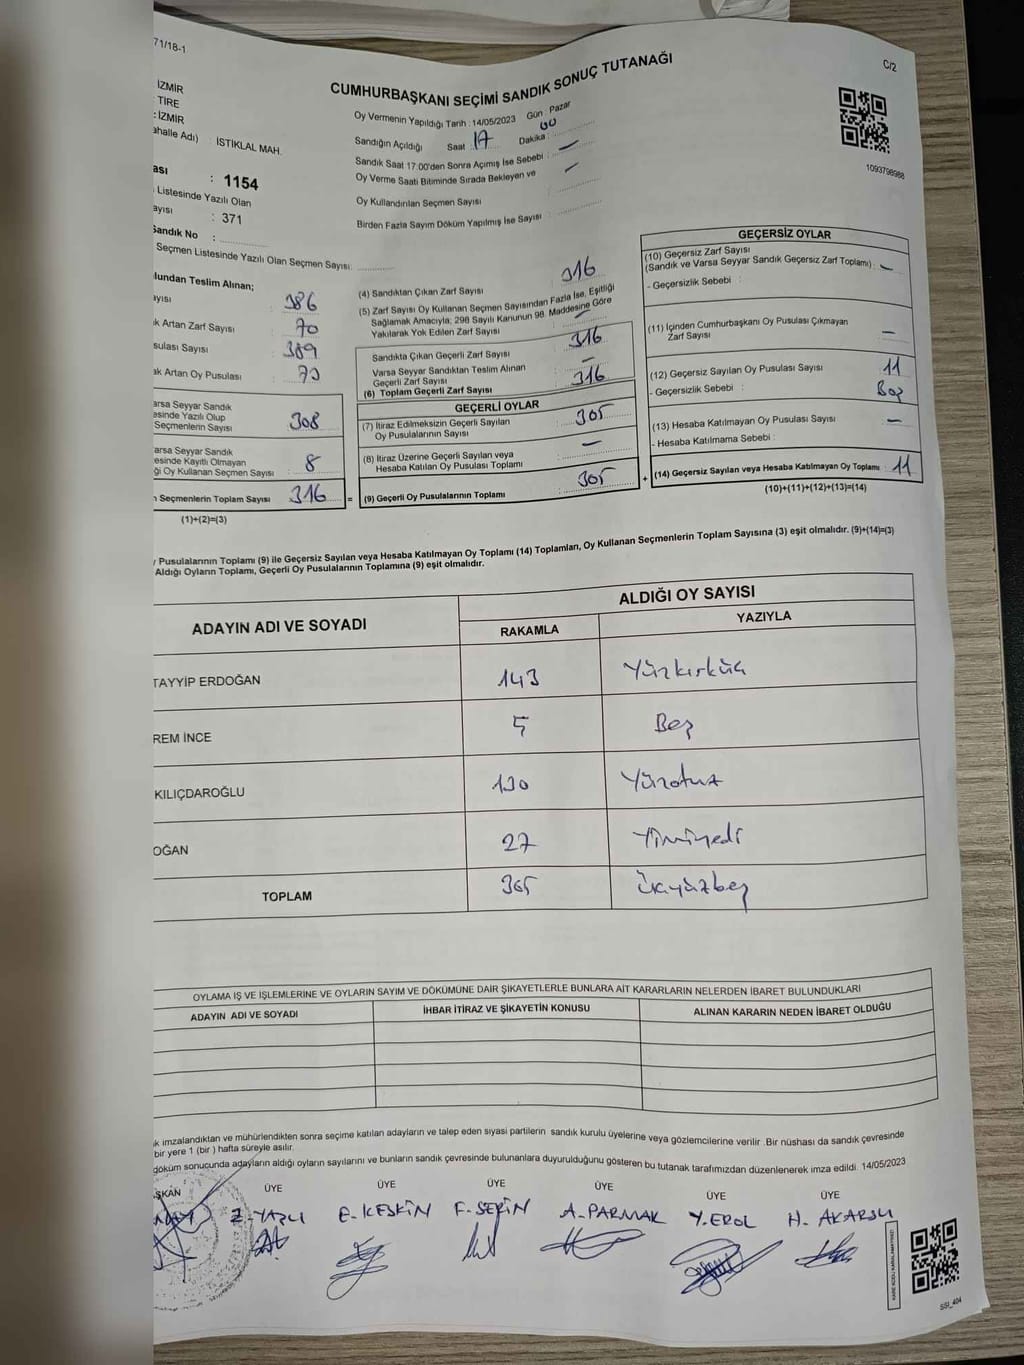 71/18-1
C/2
CUMHURBAŞKANI SEÇİMİ SANDIK SONUÇ TUTANAĞI
İZMİR
TİRE
: İZMİR
ahalle Adı) İSTİKLAL MAH.
ası : 1154
Listesinde Yazılı Olan
ayısı : 371
Sandık No :
Seçmen Listesinde Yazılı Olan Seçmen Sayısı:
Oy Vermenin Yapıldığı Tarih : 14/05/2023 Gün : Pazar
Sandığın Açıldığı Saat : 17 Dakika : 00
Sandık Saat 17:00'den Sonra Açımış İse Sebebi : —
Oy Verme Saati Bitiminde Sırada Bekleyen ve —
Oy Kullandırılan Seçmen Sayısı
Birden Fazla Sayım Döküm Yapılmış İse Sayısı
1093798988
lundan Teslim Alınan;
ayısı : 386
k Artan Zarf Sayısı : 70
sulası Sayısı : 389
ak Artan Oy Pusulası : 73
arsa Seyyar Sandık
esinde Yazılı Olup
Seçmenlerin Sayısı 308
arsa Seyyar Sandık
esinde Kayıtlı Olmayan
ği Oy Kullanan Seçmen Sayısı 8
n Seçmenlerin Toplam Sayısı 316 =
(1)+(2)=(3)
(4) Sandıktan Çıkan Zarf Sayısı 316
(5) Zarf Sayısı Oy Kullanan Seçmen Sayısından Fazla İse, Eşitliği
Sağlamak Amacıyla; 298 Sayılı Kanunun 98. Maddesine Göre
Yakılarak Yok Edilen Zarf Sayısı —
Sandıkta Çıkan Geçerli Zarf Sayısı 316
Varsa Seyyar Sandıktan Teslim Alınan
Geçerli Zarf Sayısı —
(6) Toplam Geçerli Zarf Sayısı 316
GEÇERLİ OYLAR
(7) İtiraz Edilmeksizin Geçerli Sayılan
Oy Pusulalarının Sayısı 305
(8) İtiraz Üzerine Geçerli Sayılan veya
Hesaba Katılan Oy Pusulası Toplamı —
(9) Geçerli Oy Pusulalarının Toplamı 305 +
GEÇERSİZ OYLAR
(10) Geçersiz Zarf Sayısı
(Sandık ve Varsa Seyyar Sandık Geçersiz Zarf Toplamı) : —
- Geçersizlik Sebebi :
(11) İçinden Cumhurbaşkanı Oy Pusulası Çıkmayan
Zarf Sayısı —
(12) Geçersiz Sayılan Oy Pusulası Sayısı 11
- Geçersizlik Sebebi : Boş
(13) Hesaba Katılmayan Oy Pusulası Sayısı —
- Hesaba Katılmama Sebebi :
(14) Geçersiz Sayılan veya Hesaba Katılmayan Oy Toplamı : 11
(10)+(11)+(12)+(13)=(14)
y Pusulalarının Toplamı (9) ile Geçersiz Sayılan veya Hesaba Katılmayan Oy Toplamı (14) Toplamları, Oy Kullanan Seçmenlerin Toplam Sayısına (3) eşit olmalıdır. (9)+(14)=(3)
Aldığı Oyların Toplamı, Geçerli Oy Pusulalarının Toplamına (9) eşit olmalıdır.
ADAYIN ADI VE SOYADI
ALDIĞI OY SAYISI
RAKAMLA YAZIYLA
TAYYİP ERDOĞAN 143 Yüzkırküç
REM İNCE 5 Beş
KILIÇDAROĞLU 130 Yüzotuz
OĞAN 27 Yirmiyedi
TOPLAM 305 Üçyüzbeş
OYLAMA İŞ VE İŞLEMLERİNE VE OYLARIN SAYIM VE DÖKÜMÜNE DAİR ŞİKAYETLERLE BUNLARA AİT KARARLARIN NELERDEN İBARET BULUNDUKLARI
ADAYIN ADI VE SOYADI İHBAR İTİRAZ VE ŞİKAYETİN KONUSU ALINAN KARARIN NEDEN İBARET OLDUĞU
k imzalandıktan ve mühürlendikten sonra seçime katılan adayların ve talep eden siyasi partilerin sandık kurulu üyelerine veya gözlemcilerine verilir .Bir nüshası da sandık çevresinde
bir yere 1 (bir ) hafta süreyle asılır.
döküm sonucunda adayların aldığı oyların sayılarını ve bunların sandık çevresinde bulunanlara duyurulduğunu gösteren bu tutanak tarafımızdan düzenlenerek imza edildi. 14/05/2023
ŞKAN ÜYE ÜYE ÜYE ÜYE ÜYE ÜYE
Z. YAZLI E. KESKİN F. SERİN A. PARMAK Y. EROL H. AKARSU
KARE KODU KARALAMAYINIZ!
SSİ_404